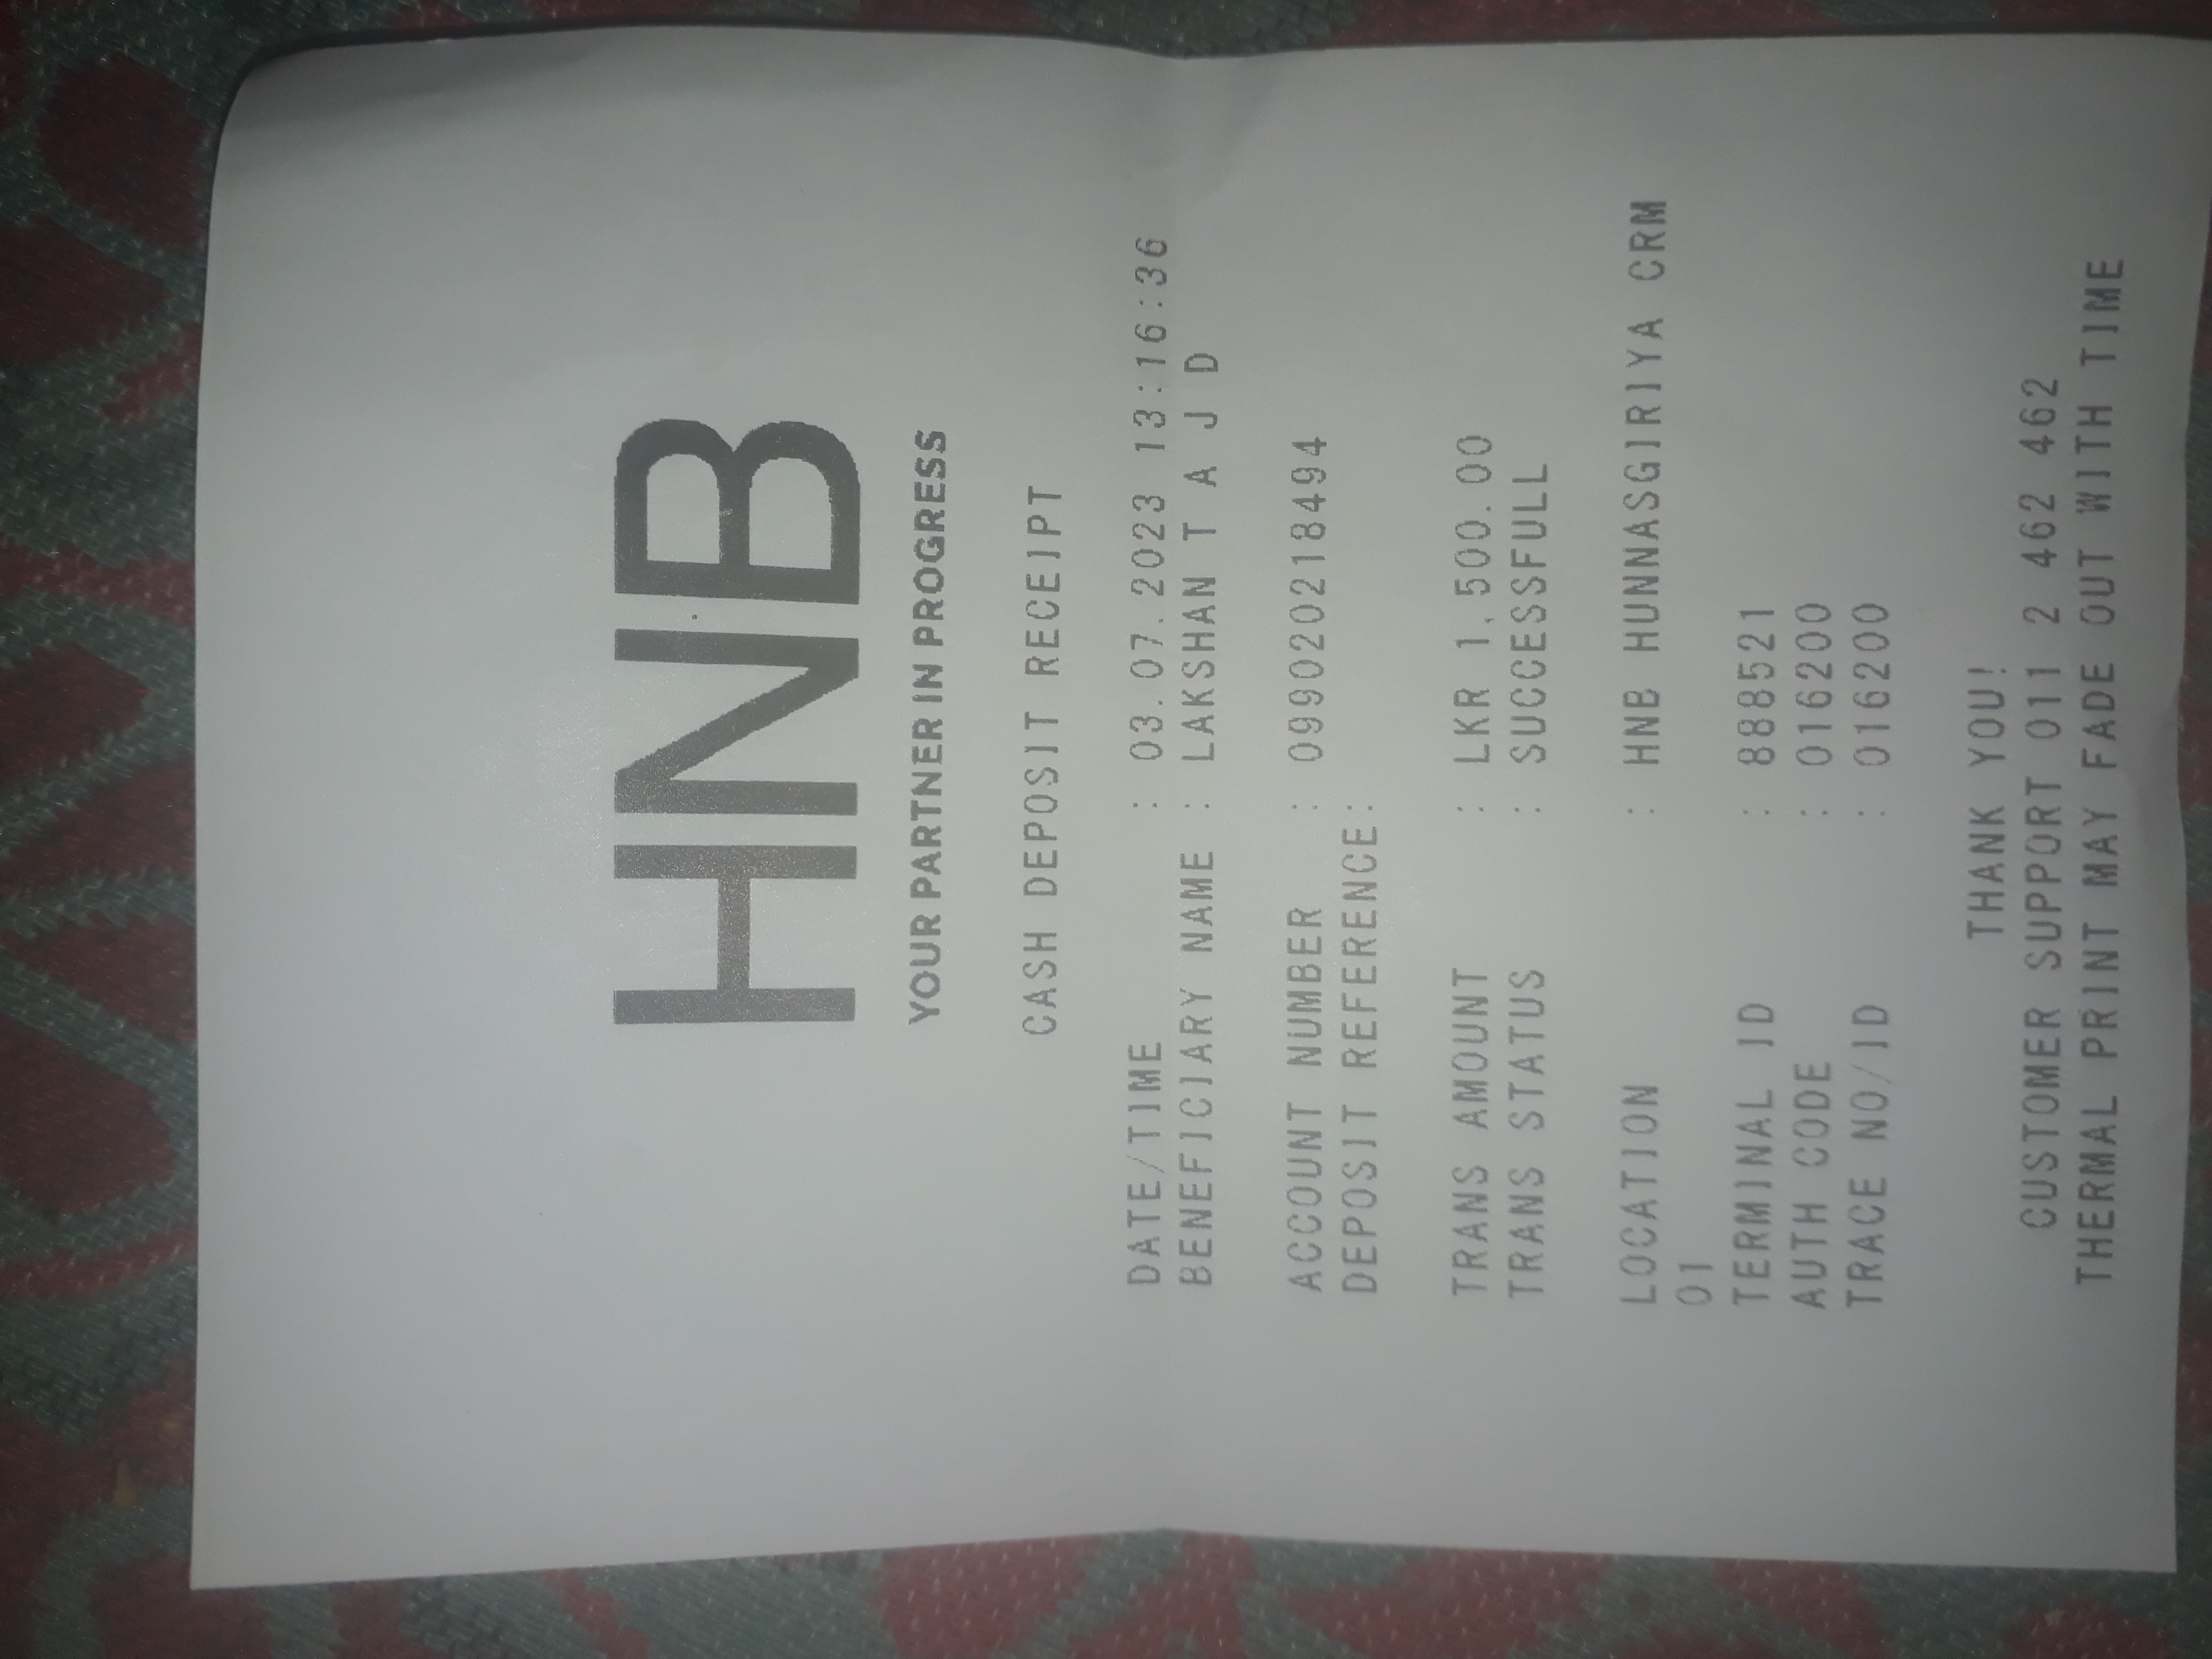 HNB
YOUR PARTNER IN PROGRESS
CASH DEPOSIT RECEIPT
DATE/TIME : 03.07.2023 13:16:36
BENEFICIARY NAME : LAKSHAN T A J D
ACCOUNT NUMBER : 099020218494
DEPOSIT REFERENCE:
TRANS AMOUNT : LKR 1,500.00
TRANS STATUS : SUCCESSFULL
LOCATION : HNB HUNNASGIRIYA CRM
01
TERMINAL ID : 888521
AUTH CODE : 016200
TRACE NO/ID : 016200
THANK YOU!
CUSTOMER SUPPORT 011 2 462 462
THERMAL PRINT MAY FADE OUT WITH TIME